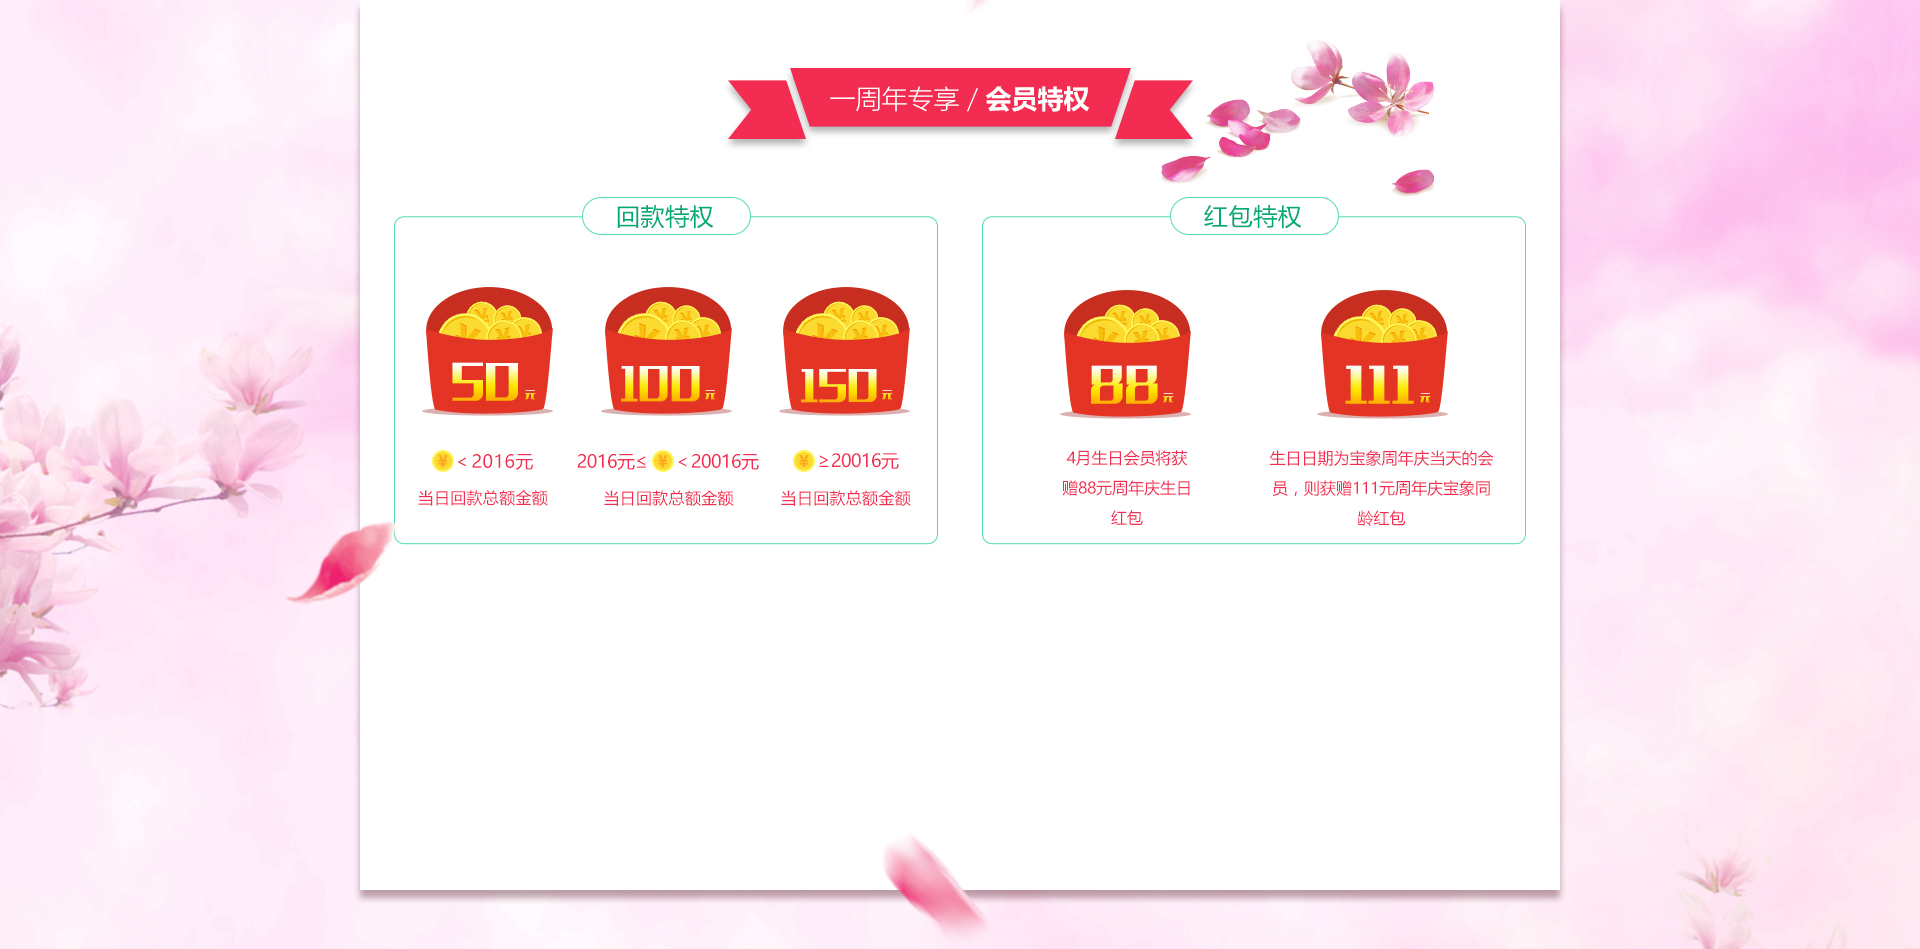 一周年专享 / 会员特权
回款特权
50元
100元
150元
¥ < 2016元
2016元≤ ¥ < 20016元
¥ ≥20016元
当日回款总额金额
当日回款总额金额
当日回款总额金额
红包特权
88元
111元
4月生日会员将获
赠88元周年庆生日
红包
生日日期为宝象周年庆当天的会
员，则获赠111元周年庆宝象同
龄红包